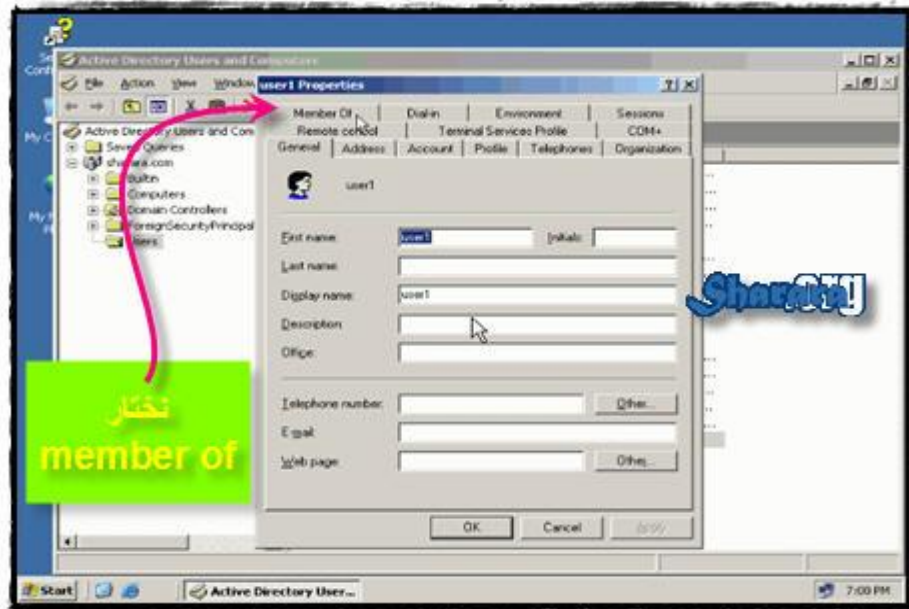 Active Directory Users and Computers
File Action View Window
user1 Properties
Member Of Dial-in Environment Sessions
Remote control Terminal Services Profile COM+
General Address Account Profile Telephones Organization
Active Directory Users and Com
Saved Queries
sharara.com
Builtin
Computers
Domain Controllers
ForeignSecurityPrincipal
Users
user1
First name: user1 Initials:
Last name:
Display name: user1
Description:
Office:
Telephone number: Other...
E-mail:
Web page: Other...
OK Cancel Apply
نختار
member of
Start Active Directory User... 7:00 PM